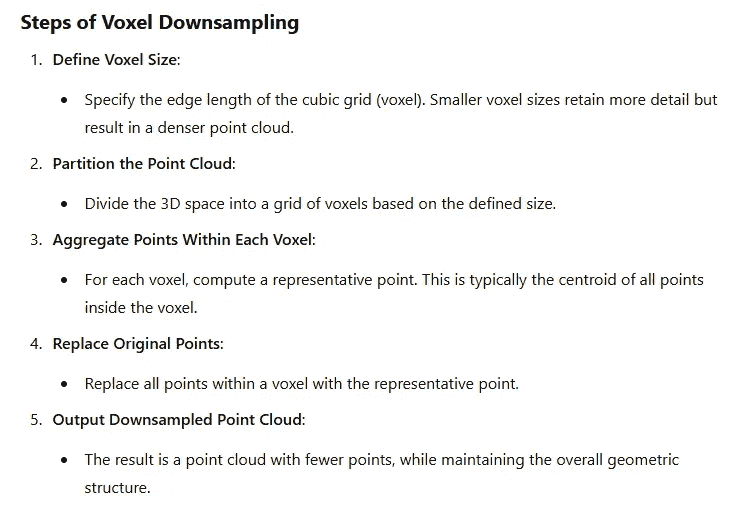 Steps of Voxel Downsampling
1. Define Voxel Size:
• Specify the edge length of the cubic grid (voxel). Smaller voxel sizes retain more detail but
result in a denser point cloud.
2. Partition the Point Cloud:
• Divide the 3D space into a grid of voxels based on the defined size.
3. Aggregate Points Within Each Voxel:
• For each voxel, compute a representative point. This is typically the centroid of all points
inside the voxel.
4. Replace Original Points:
• Replace all points within a voxel with the representative point.
5. Output Downsampled Point Cloud:
• The result is a point cloud with fewer points, while maintaining the overall geometric
structure.